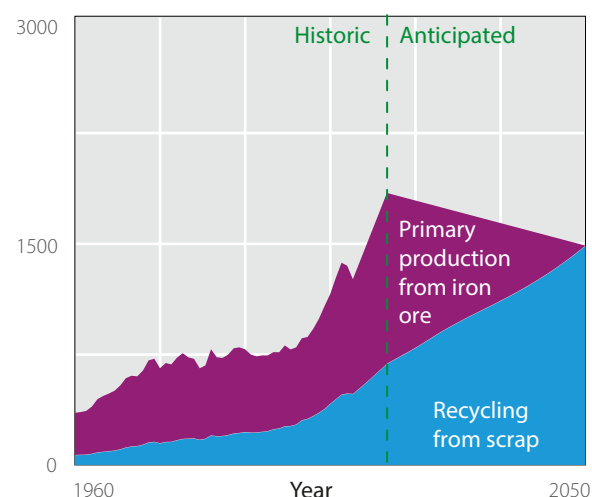 3000
Historic
Anticipated
1500
Primary
production
from iron
ore
Recycling
from scrap
0
1960
Year
2050